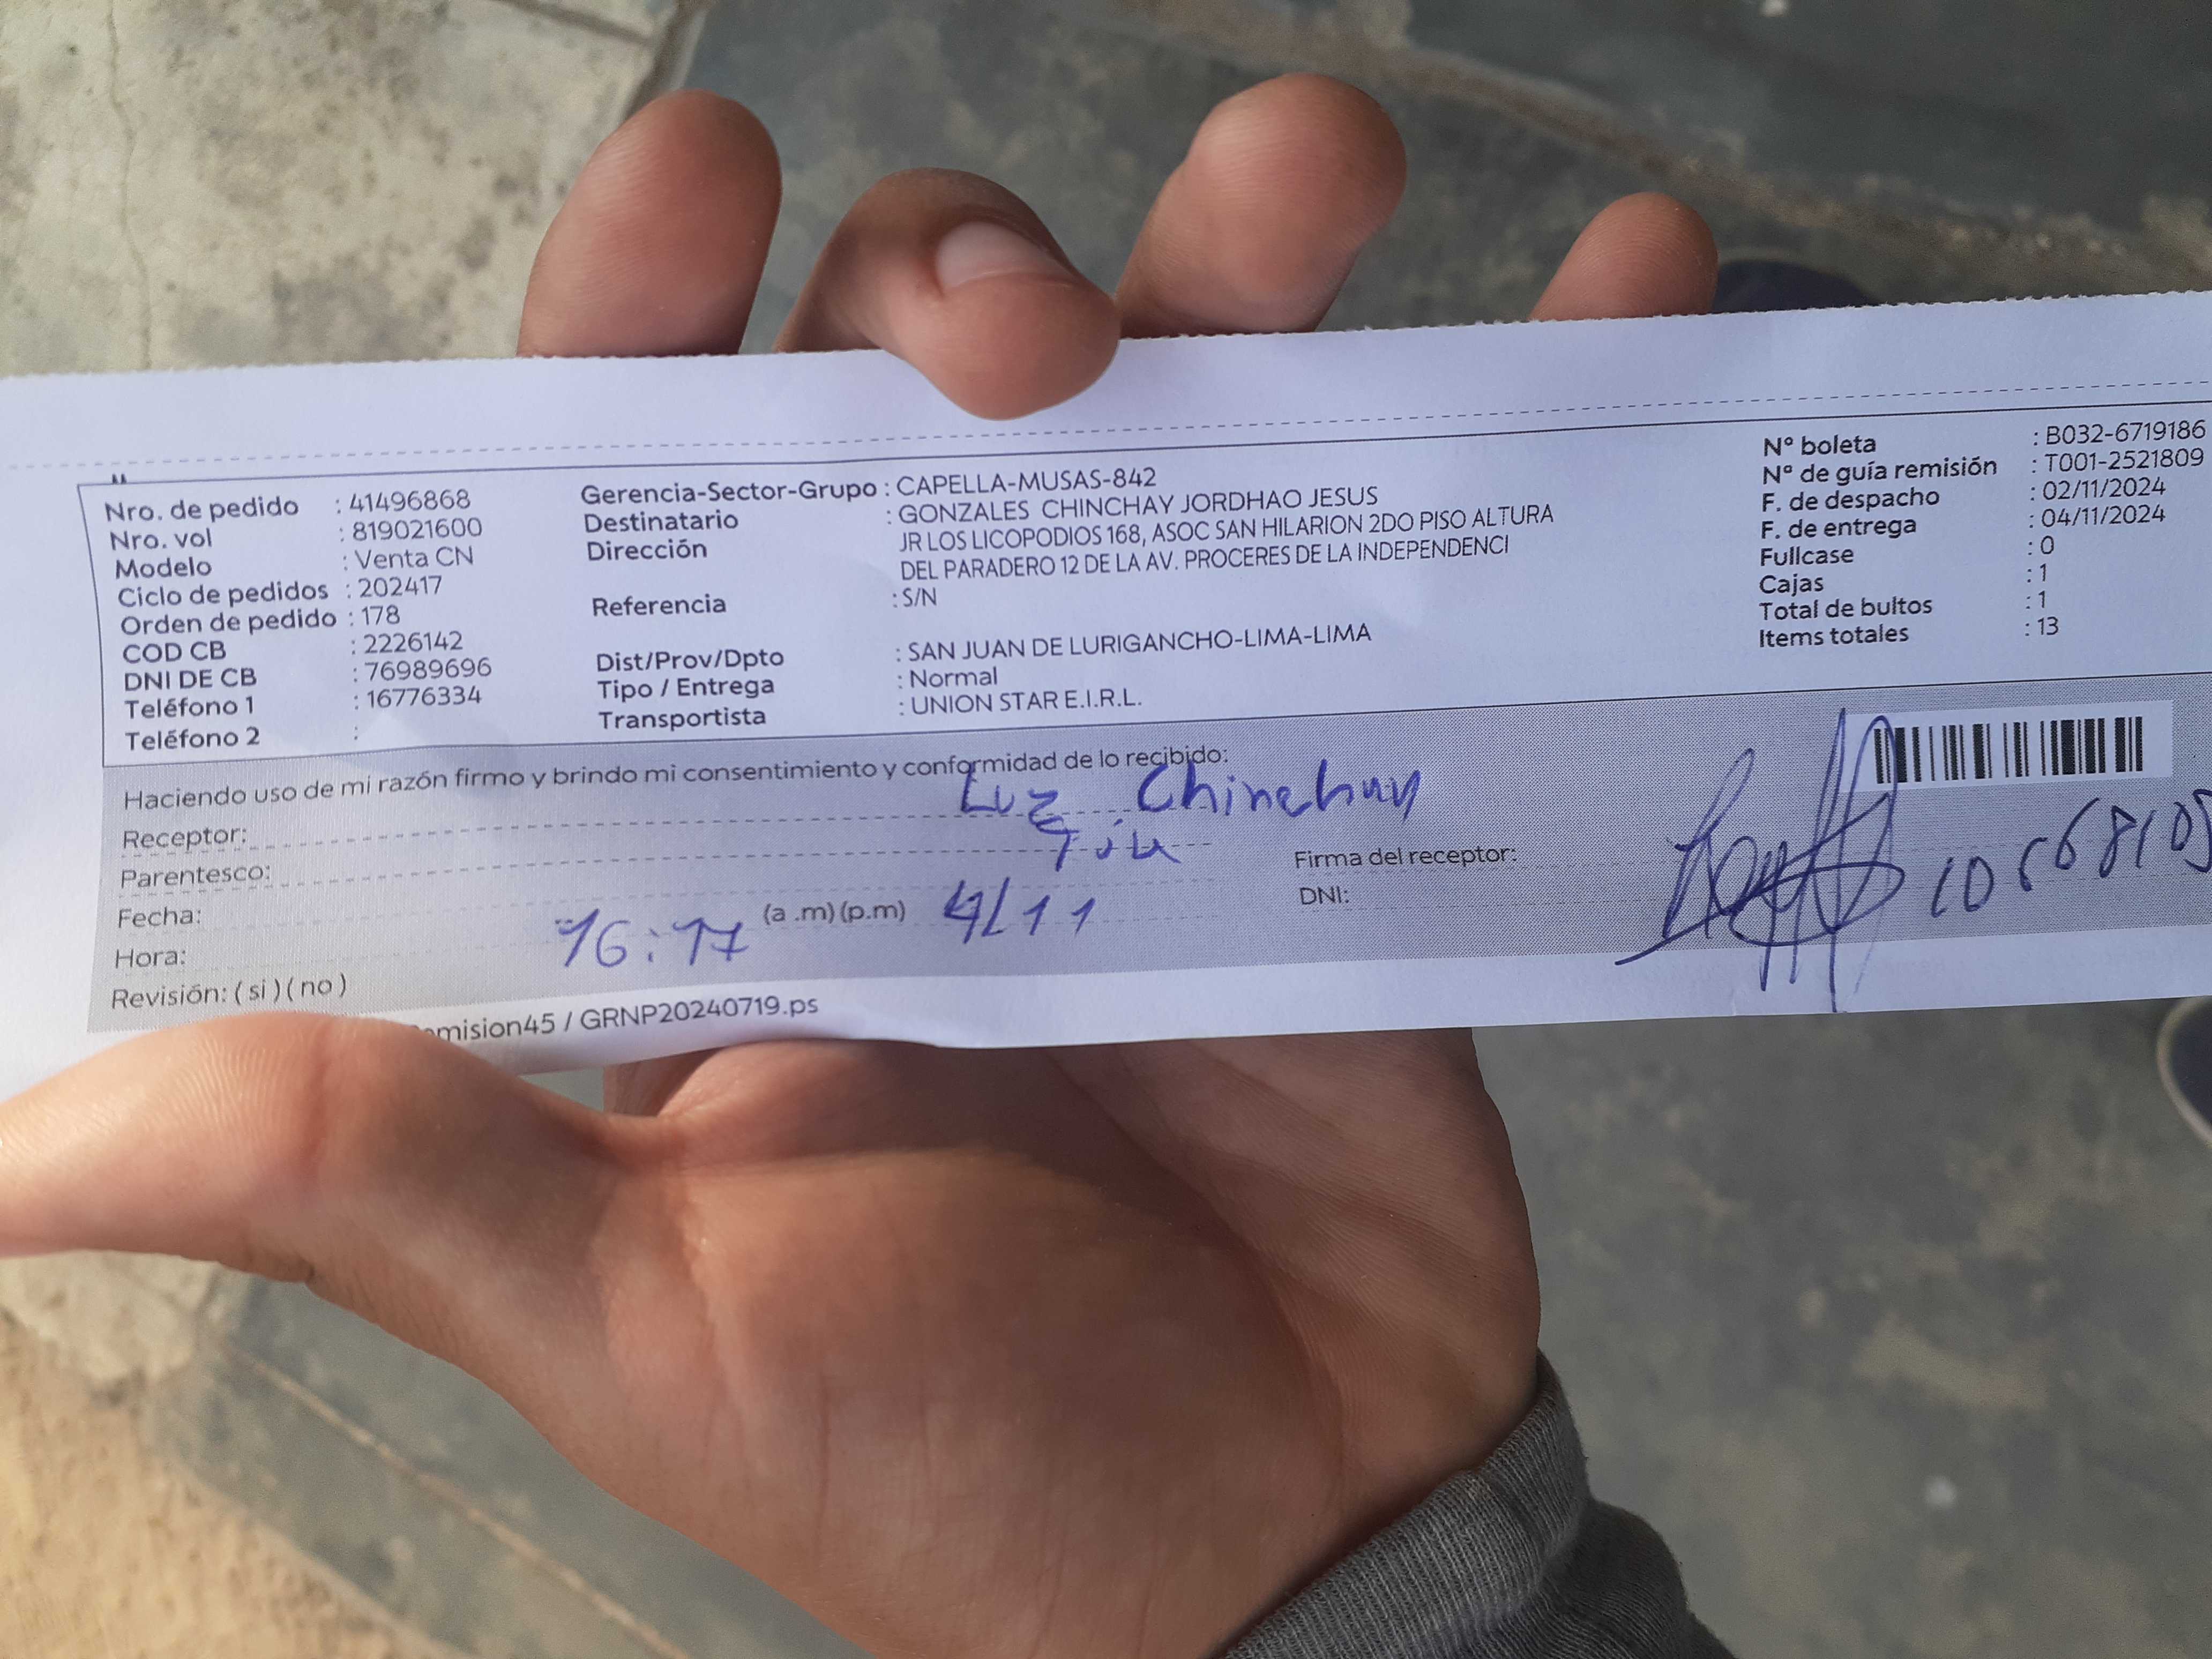 Nro. de pedido : 41496868
Nro. vol : 819021600
Modelo : Venta CN
Ciclo de pedidos : 202417
Orden de pedido : 178
COD CB : 2226142
DNI DE CB : 76989696
Teléfono 1 : 16776334
Teléfono 2 :
Gerencia-Sector-Grupo : CAPELLA-MUSAS-842
Destinatario : GONZALES CHINCHAY JORDHAO JESUS
Dirección JR LOS LICOPODIOS 168, ASOC SAN HILARION 2DO PISO ALTURA
DEL PARADERO 12 DE LA AV. PROCERES DE LA INDEPENDENCI
Referencia : S/N
Dist/Prov/Dpto : SAN JUAN DE LURIGANCHO-LIMA-LIMA
Tipo / Entrega : Normal
Transportista : UNION STAR E.I.R.L.
Nº boleta : B032-6719186
Nº de guía remisión : T001-2521809
F. de despacho : 02/11/2024
F. de entrega : 04/11/2024
Fullcase : 0
Cajas : 1
Total de bultos : 1
Items totales : 13
Haciendo uso de mi razón firmo y brindo mi consentimiento y conformidad de lo recibido:
Receptor: Luz Chinchay
Parentesco:
Fecha: 4/11
Hora: 16:17 (a .m) (p.m)
Revisión: ( si ) ( no )
Firma del receptor:
DNI:
mision45 / GRNP20240719.ps